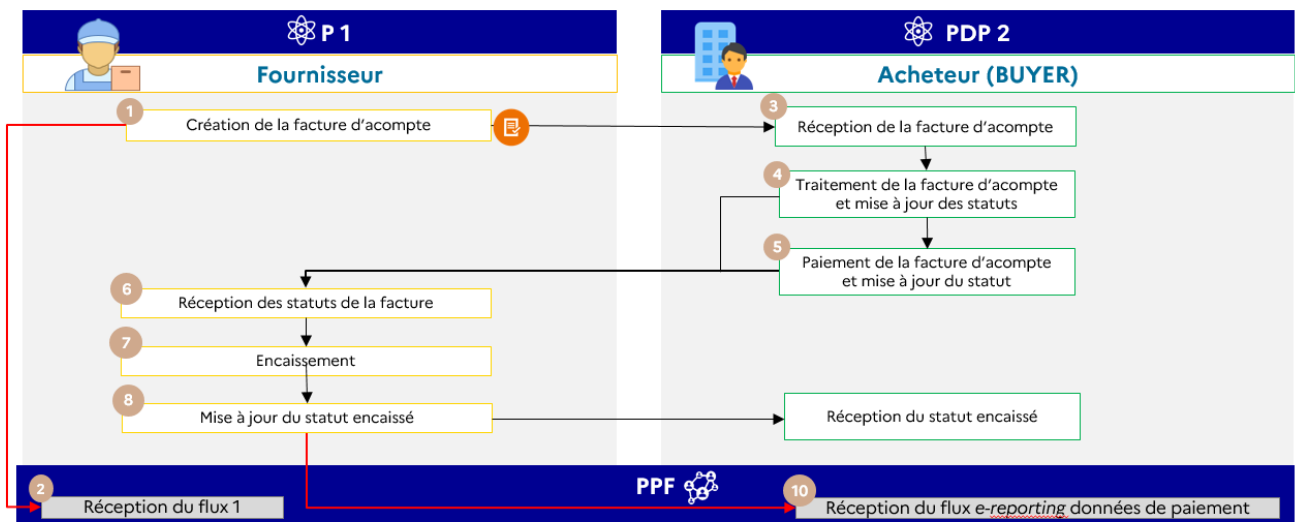 P 1
PDP 2
Fournisseur
Acheteur (BUYER)
1
Création de la facture d'acompte
3
Réception de la facture d'acompte
4
Traitement de la facture d'acompte
et mise à jour des statuts
5
Paiement de la facture d'acompte
et mise à jour du statut
6
Réception des statuts de la facture
7
Encaissement
8
Mise à jour du statut encaissé
Réception du statut encaissé
PPF
2
Réception du flux 1
10
Réception du flux e-reporting données de paiement